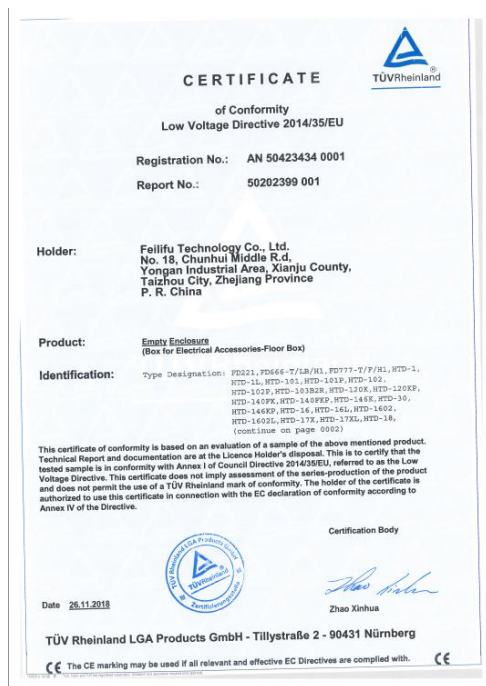 TÜVRheinland®
CERTIFICATE
of Conformity
Low Voltage Directive 2014/35/EU
Registration No.: AN 50423434 0001
Report No.: 50202399 001
Holder: Feilifu Technology Co., Ltd.
No. 18, Chunhui Middle R.d,
Yongan Industrial Area, Xianju County,
Taizhou City, Zhejiang Province
P. R. China
Product: Empty Enclosure
(Box for Electrical Accessories-Floor Box)
Identification: Type Designation: FD221,FD666-T/LB/H1,FD777-T/F/H1,HTD-1,
HTD-1L,HTD-101,HTD-101P,HTD-102,
HTD-102P,HTD-103B2R,HTD-120K,HTD-120KP,
HTD-140FK,HTD-140FKP,HTD-146K,HTD-30,
HTD-146KP,HTD-16,HTD-16L,HTD-1602,
HTD-1602L,HTD-17X,HTD-17XL,HTD-18,
(continue on page 0002)
This certificate of conformity is based on an evaluation of a sample of the above mentioned product.
Technical Report and documentation are at the Licence Holder's disposal. This is to certify that the
tested sample is in conformity with Annex I of Council Directive 2014/35/EU, referred to as the Low
Voltage Directive. This certificate does not imply assessment of the series-production of the product
and does not permit the use of a TÜV Rheinland mark of conformity. The holder of the certificate is
authorized to use this certificate in connection with the EC declaration of conformity according to
Annex IV of the Directive.
Certification Body
TÜV Rheinland LGA Products GmbH
TÜVRheinland
Zertifizierungsstelle
Date 26.11.2018
Zhao Xinhua
TÜV Rheinland LGA Products GmbH - Tillystraße 2 - 90431 Nürnberg
CE The CE marking may be used if all relevant and effective EC Directives are complied with. CE